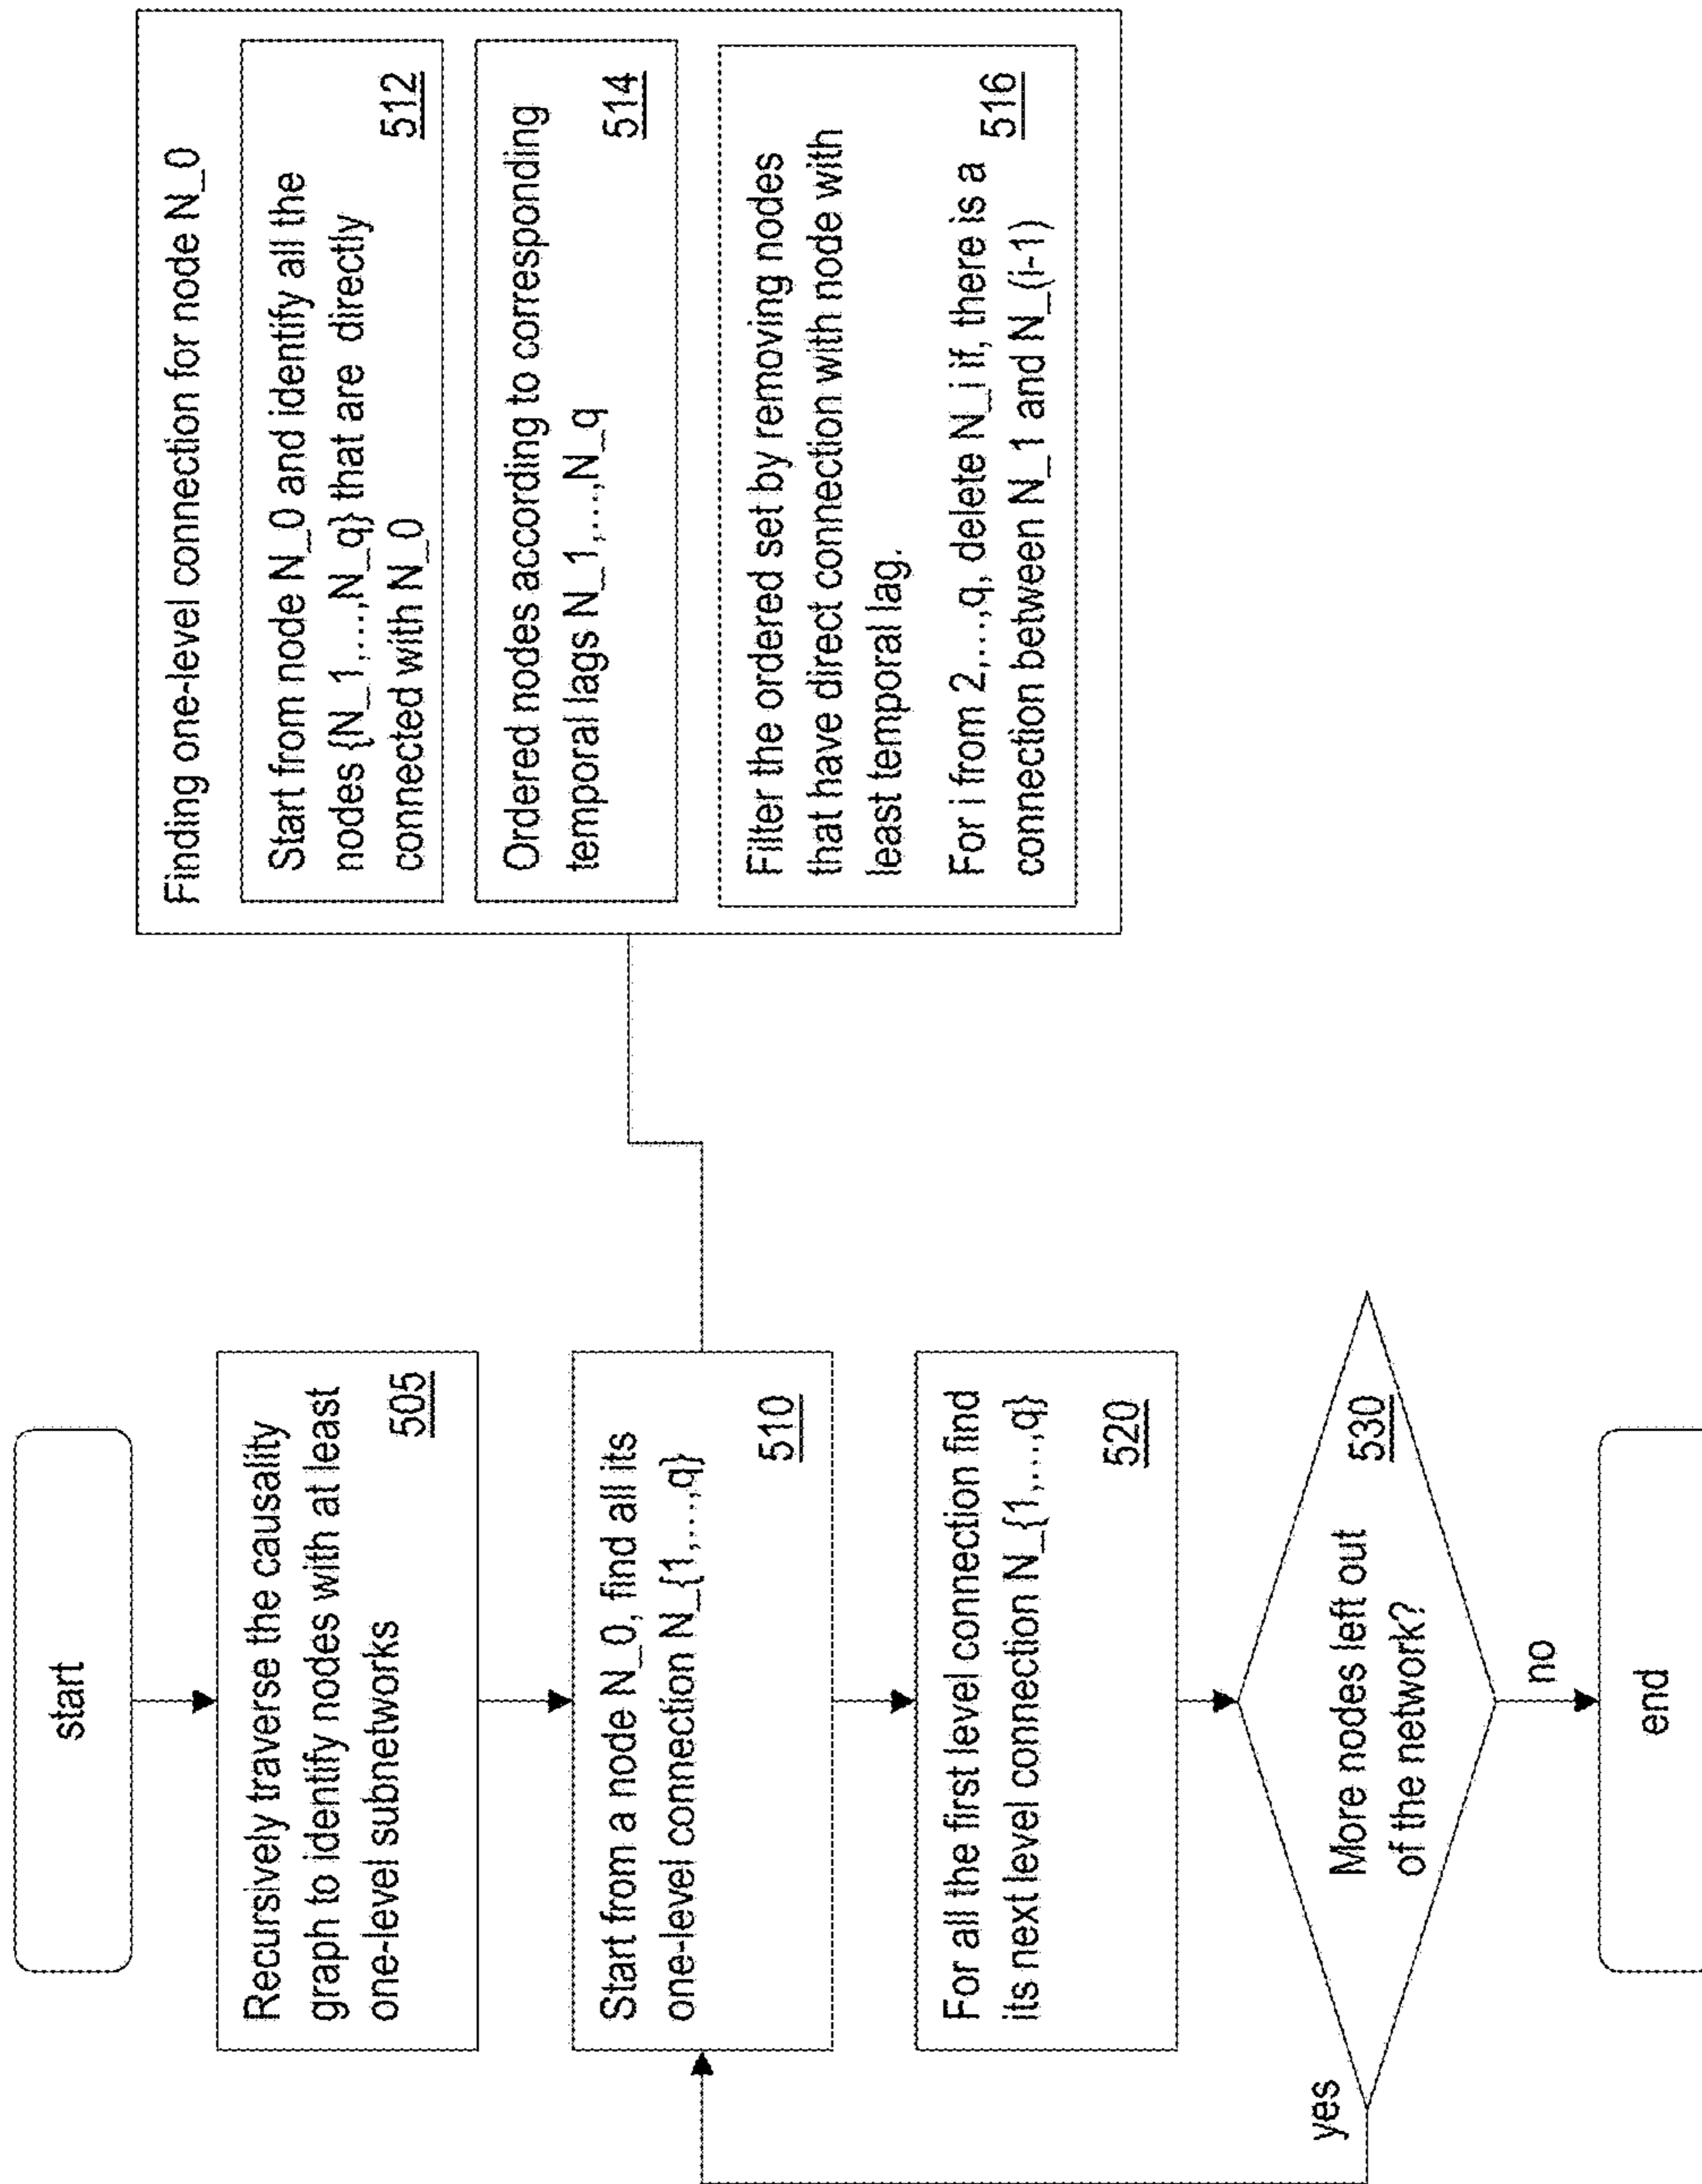 start
Recursively traverse the causality
graph to identify nodes with at least
one-level subnetworks
505
Start from a node N_0, find all its
one-level connection N_{1,...,q}
510
For all the first level connection find
its next level connection N_{1,...,q}
520
More nodes left out
of the network?
530
yes
no
end
Finding one-level connection for node N_0
Start from node N_0 and identify all the
nodes {N_1,...,N_q} that are directly
connected with N_0
512
Ordered nodes according to corresponding
temporal lags N_1,...,N_q
514
Filter the ordered set by removing nodes
that have direct connection with node with
least temporal lag.
For i from 2,...,q, delete N_i if, there is a
connection between N_1 and N_(i-1)
516